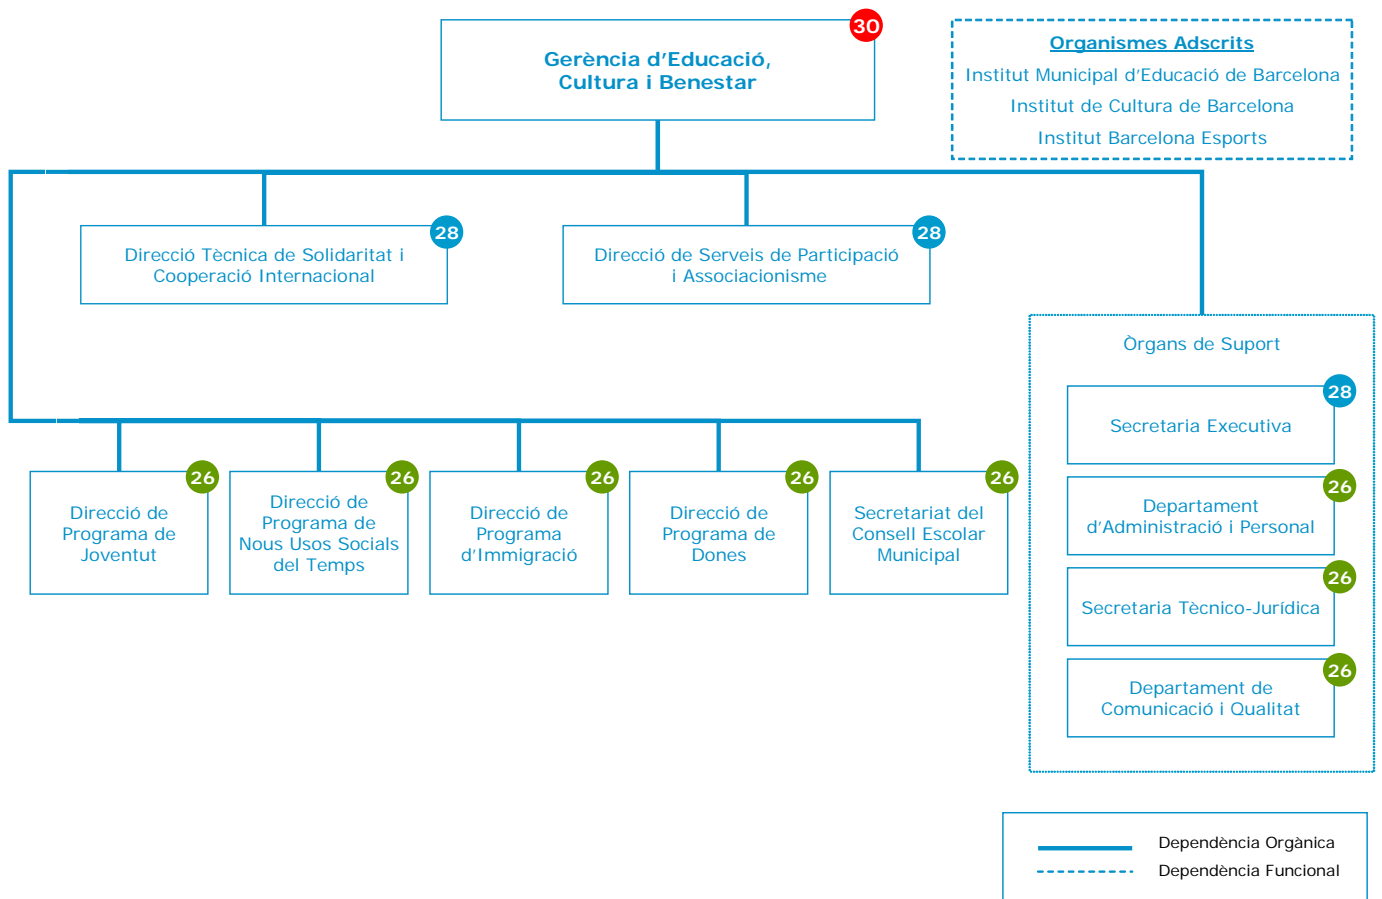 30
Gerència d'Educació,
Cultura i Benestar
Organismes Adscrits
Institut Municipal d'Educació de Barcelona
Institut de Cultura de Barcelona
Institut Barcelona Esports
28
Direcció Tècnica de Solidaritat i
Cooperació Internacional
28
Direcció de Serveis de Participació
i Associacionisme
Òrgans de Suport
28
Secretaria Executiva
26
Departament
d'Administració i Personal
26
Secretaria Tècnico-Jurídica
26
Departament de
Comunicació i Qualitat
26
Direcció de
Programa de
Joventut
26
Direcció de
Programa de
Nous Usos Socials
del Temps
26
Direcció de
Programa
d'Immigració
26
Direcció de
Programa de
Dones
26
Secretariat del
Consell Escolar
Municipal
Dependència Orgànica
Dependència Funcional